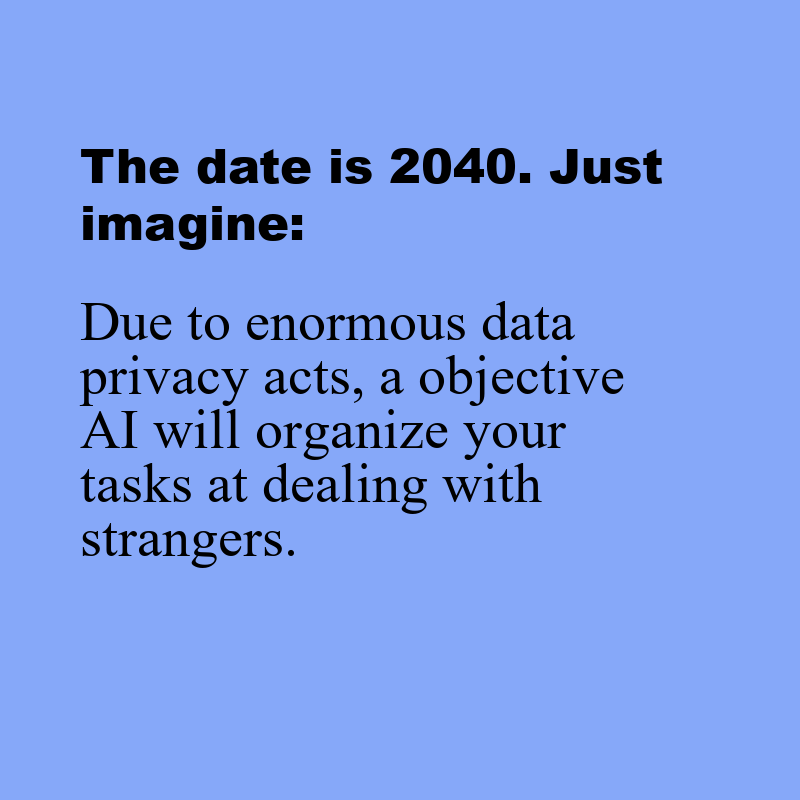 The date is 2040. Just
imagine:
Due to enormous data
privacy acts, a objective
AI will organize your
tasks at dealing with
strangers.